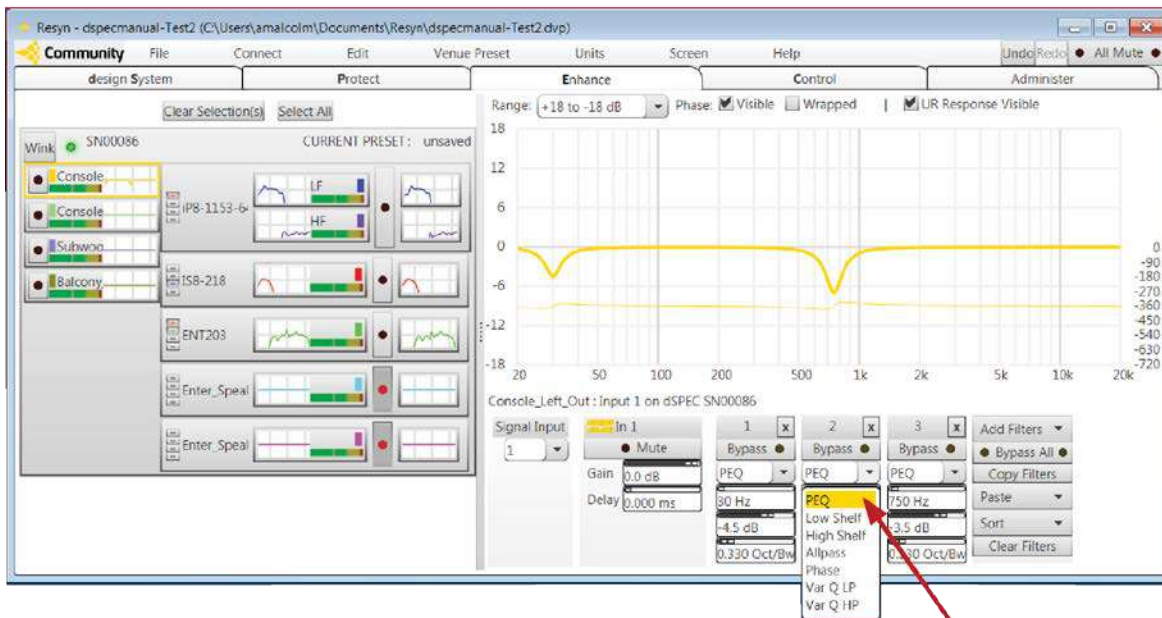 Resyn - dspecmanual-Test2 (C:\Users\amalcolm\Documents\Resyn\dspecmanual-Test2.dvp)
Community File Connect Edit Venue Preset Units Screen Help Undo Redo All Mute
design System Protect Enhance Control Administer
Clear Selection(s) Select All
Wink SN00086 CURRENT PRESET: unsaved
Console
Console
Subwoo
Balcony
iP8-1153-6
LF
HF
IS8-218
ENT203
Enter_Speal
Enter_Speal
Range: +18 to -18 dB Phase: Visible Wrapped | UR Response Visible
18
12
6
0
-6
-12
-18
0
-90
-180
-270
-360
-450
-540
-630
-720
20 50 100 200 500 1k 2k 5k 10k 20k
Console_Left_Out : Input 1 on dSPEC SN00086
Signal Input
1
In 1
Mute
Gain 0.0 dB
Delay 0.000 ms
1 x
Bypass
PEQ
30 Hz
-4.5 dB
0.330 Oct/Bw
2 x
Bypass
PEQ
PEQ
Low Shelf
High Shelf
Allpass
Phase
Var Q LP
Var Q HP
3 x
Bypass
PEQ
750 Hz
-3.5 dB
Oct/Bw
Add Filters
Bypass All
Copy Filters
Paste
Sort
Clear Filters